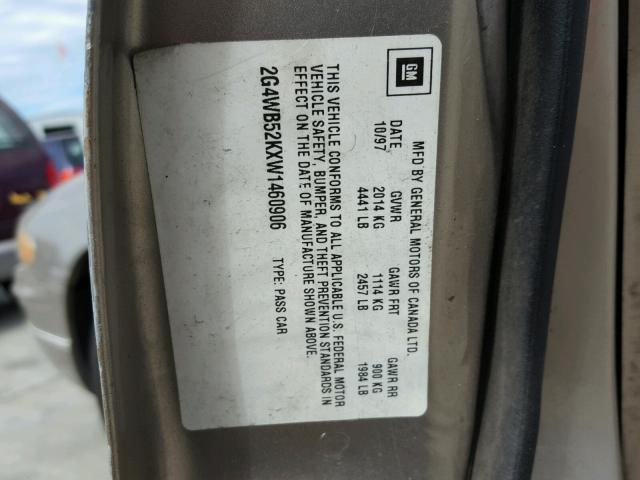 GM
MFD BY GENERAL MOTORS OF CANADA LTD.
DATE GVWR GAWR FRT GAWR RR
10/97 2014 KG 1114 KG 900 KG
4441 LB 2457 LB 1984 LB
THIS VEHICLE CONFORMS TO ALL APPLICABLE U.S. FEDERAL MOTOR
VEHICLE SAFETY, BUMPER, AND THEFT PREVENTION STANDARDS IN
EFFECT ON THE DATE OF MANUFACTURE SHOWN ABOVE.
2G4WB52KXW1460906 TYPE: PASS CAR